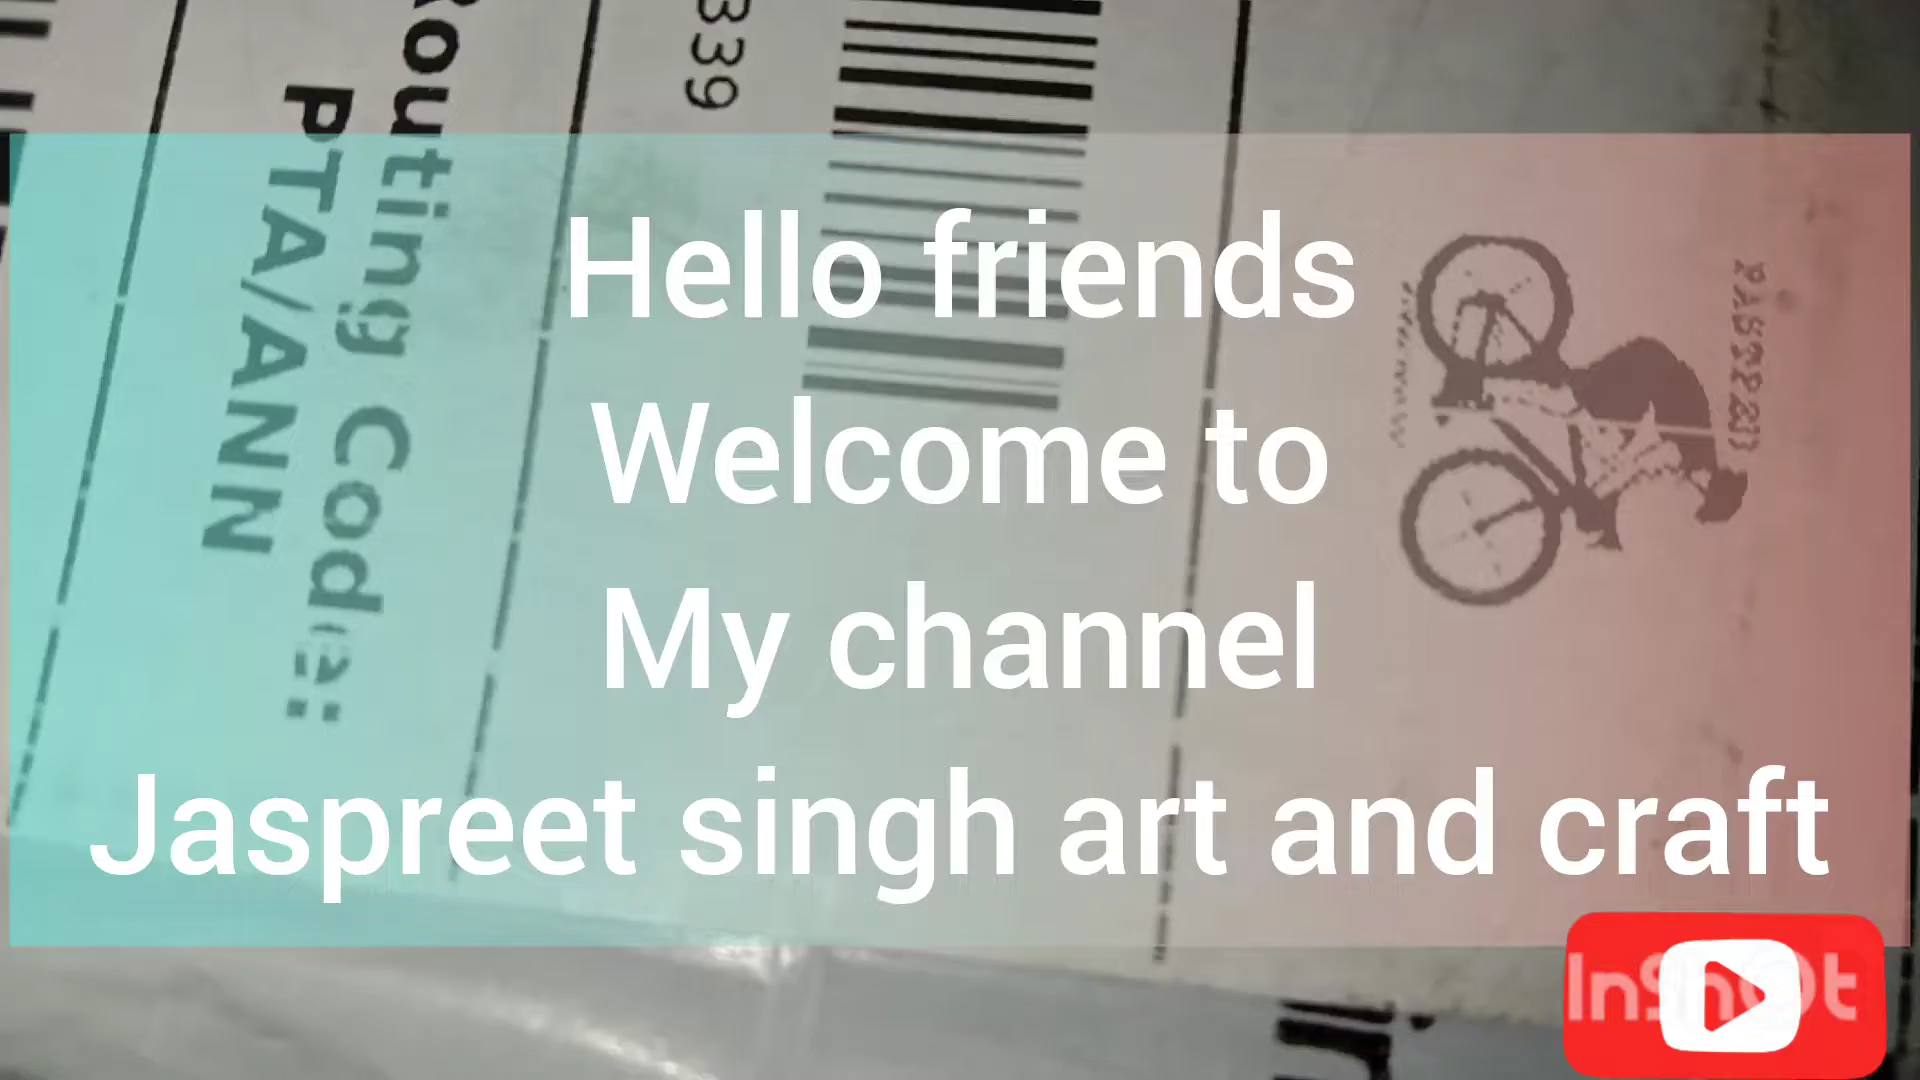 Hello friends
Welcome to
My channel
Jaspreet singh art and craft
Routing Code:
PTA/ANN
339
InShot